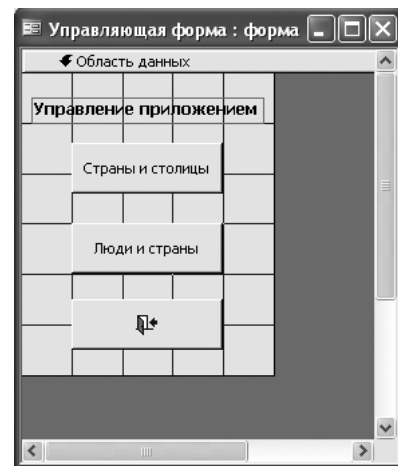 Управляющая форма : форма
Область данных
Управление приложением
Страны и столицы
Люди и страны